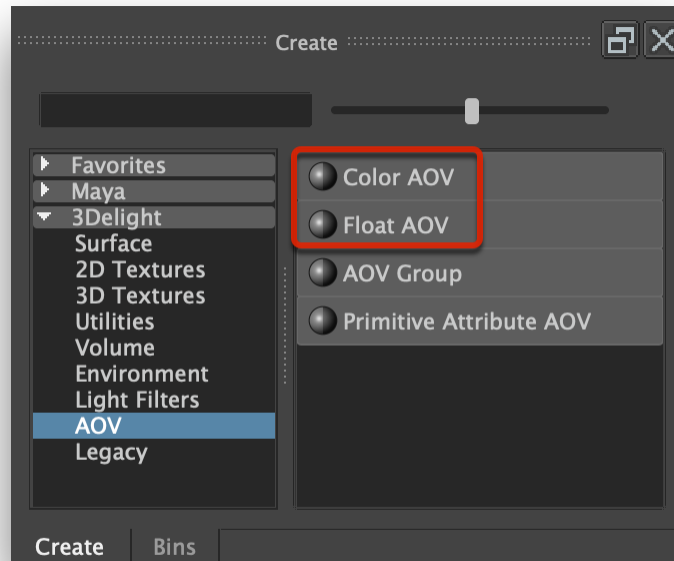 Create
Favorites
Maya
3Delight
Surface
2D Textures
3D Textures
Utilities
Volume
Environment
Light Filters
AOV
Legacy
Color AOV
Float AOV
AOV Group
Primitive Attribute AOV
Create
Bins